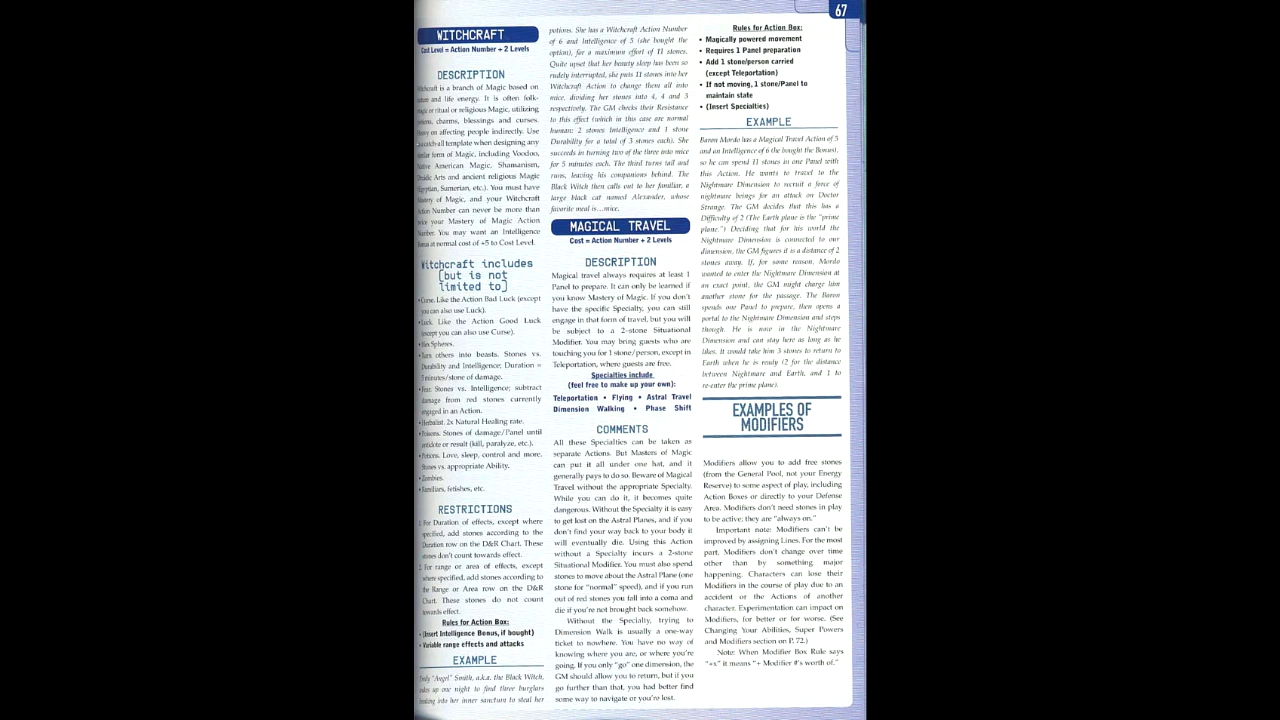 67
WITCHCRAFT
Cost Level = Action Number + 2 Levels
DESCRIPTION
Witchcraft is a branch of Magic based on
nature and life energy. It is often folk-
magic or ritual or religious Magic, utilizing
potions, charms, blessings and curses.
Heavy on affecting people indirectly. Use
as a catch-all template when designing any
similar form of Magic, including Voodoo,
Native American Magic, Shamanism,
Druidic Arts and ancient religious Magic
(Egyptian, Sumerian, etc.). You must have
Mastery of Magic, and your Witchcraft
Action Number can never be more than
twice your Mastery of Magic Action
Number. You may want an Intelligence
Bonus at normal cost of +5 to Cost Level.
Witchcraft includes
(but is not
limited to)
• Curse. Like the Action Bad Luck (except
you can also use Luck).
• Luck. Like the Action Good Luck
(except you can also use Curse).
• Hex Spheres.
• Turn others into beasts. Stones vs.
Durability and Intelligence; Duration =
5 minutes/stone of damage.
• Fear. Stones vs. Intelligence; subtract
damage from red stones currently
engaged in an Action.
• Herbalist. 2x Natural Healing rate.
• Poisons. Stones of damage/Panel until
antidote or result (kill, paralyze, etc.).
• Potions. Love, sleep, control and more.
Stones vs. appropriate Ability.
• Zombies.
• Familiars, fetishes, etc.
RESTRICTIONS
1. For Duration of effects, except where
specified, add stones according to the
Duration row on the D&R Chart. These
stones don't count towards effect.
2. For range or area of effects, except
where specified, add stones according to
the Range or Area row on the D&R
Chart. These stones do not count
towards effect.
Rules for Action Box:
• (Insert Intelligence Bonus, if bought)
• Variable range effects and attacks
EXAMPLE
"Angel" Smith, a.k.a. the Black Witch,
wakes up one night to find three burglars
breaking into her inner sanctum to steal her
potions. She has a Witchcraft Action Number
of 6 and Intelligence of 5 (she bought the
option), for a maximum effort of 11 stones.
Quite upset that her beauty sleep has been so
rudely interrupted, she puts 11 stones into her
Witchcraft Action to change them all into
mice, dividing her stones into 4, 4 and 3
respectively. The GM checks their Resistance
to this effect (which in this case are normal
human: 2 stones Intelligence and 1 stone
Durability for a total of 3 stones each). She
succeeds in turning two of the three into mice
for 5 minutes each. The third turns tail and
runs, leaving his companions behind. The
Black Witch then calls out to her familiar, a
large black cat named Alexander, whose
favorite meal is...mice.
MAGICAL TRAVEL
Cost = Action Number + 2 Levels
DESCRIPTION
Magical travel always requires at least 1
Panel to prepare. It can only be learned if
you know Mastery of Magic. If you don't
have the specific Specialty, you can still
engage in that form of travel, but you will
be subject to a 2-stone Situational
Modifier. You may bring guests who are
touching you for 1 stone/person, except in
Teleportation, where guests are free.
Specialties include
(feel free to make up your own):
Teleportation • Flying • Astral Travel
Dimension Walking • Phase Shift
COMMENTS
All these Specialties can be taken as
separate Actions. But Masters of Magic
can put it all under one hat, and it
generally pays to do so. Beware of Magical
Travel without the appropriate Specialty.
While you can do it, it becomes quite
dangerous. Without the Specialty it is easy
to get lost on the Astral Planes, and if you
don't find your way back to your body it
will eventually die. Using this Action
without a Specialty incurs a 2-stone
Situational Modifier. You must also spend
stones to move about the Astral Plane (one
stone for "normal" speed), and if you run
out of red stones you fall into a coma and
die if you're not brought back somehow.
Without the Specialty, trying to
Dimension Walk is usually a one-way
ticket to nowhere. You have no way of
knowing where you are, or where you're
going. If you only "go" one dimension, the
GM should allow you to return, but if you
go further than that, you had better find
some way to navigate or you're lost.
Rules for Action Box:
• Magically powered movement
• Requires 1 Panel preparation
• Add 1 stone/person carried
(except Teleportation)
• If not moving, 1 stone/Panel to
maintain state
• (Insert Specialties)
EXAMPLE
Baron Mordo has a Magical Travel Action of 5
and an Intelligence of 6 (he bought the Bonus),
so he can spend 11 stones in one Panel with
this Action. He wants to travel to the
Nightmare Dimension to recruit a force of
nightmare beings for an attack on Doctor
Strange. The GM decides that this has a
Difficulty of 2 (The Earth plane is the "prime
plane.") Deciding that for his world the
Nightmare Dimension is connected to our
dimension, the GM figures it is a distance of 2
stones away. If, for some reason, Mordo
wanted to enter the Nightmare Dimension at
an exact point, the GM might charge him
another stone for the passage. The Baron
spends one Panel to prepare, then opens a
portal to the Nightmare Dimension and steps
though. He is now in the Nightmare
Dimension and can stay here as long as he
likes. It would take him 3 stones to return to
Earth when he is ready (2 for the distance
between Nightmare and Earth, and 1 to
re-enter the prime plane).
EXAMPLES OF
MODIFIERS
Modifiers allow you to add free stones
(from the General Pool, not your Energy
Reserve) to some aspect of play, including
Action Boxes or directly to your Defense
Area. Modifiers don't need stones in play
to be active; they are "always on."
Important note: Modifiers can't be
improved by assigning Lines. For the most
part, Modifiers don't change over time
other than by something major
happening. Characters can lose their
Modifiers in the course of play due to an
accident or the Actions of another
character. Experimentation can impact on
Modifiers, for better or for worse. (See
Changing Your Abilities, Super Powers
and Modifiers section on P. 72.)
Note: When Modifier Box Rule says
"+x" it means "+ Modifier #'s worth of."